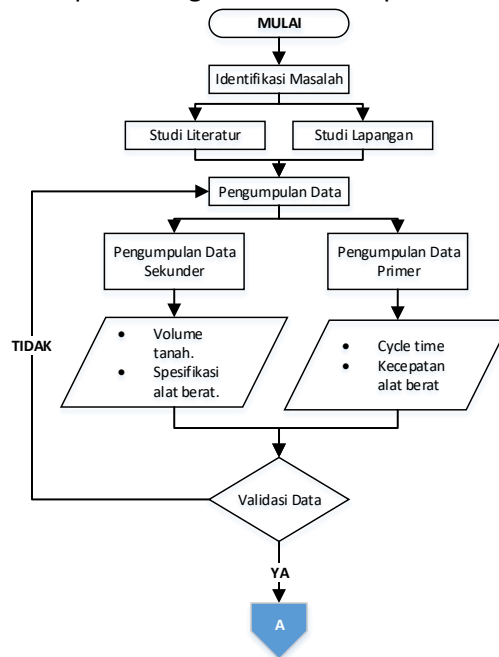 MULAI
Identifikasi Masalah
Studi Literatur
Studi Lapangan
Pengumpulan Data
Pengumpulan Data
Sekunder
Pengumpulan Data
Primer
• Volume
tanah.
• Spesifikasi
alat berat.
• Cycle time
• Kecepatan
alat berat
TIDAK
Validasi Data
YA
A